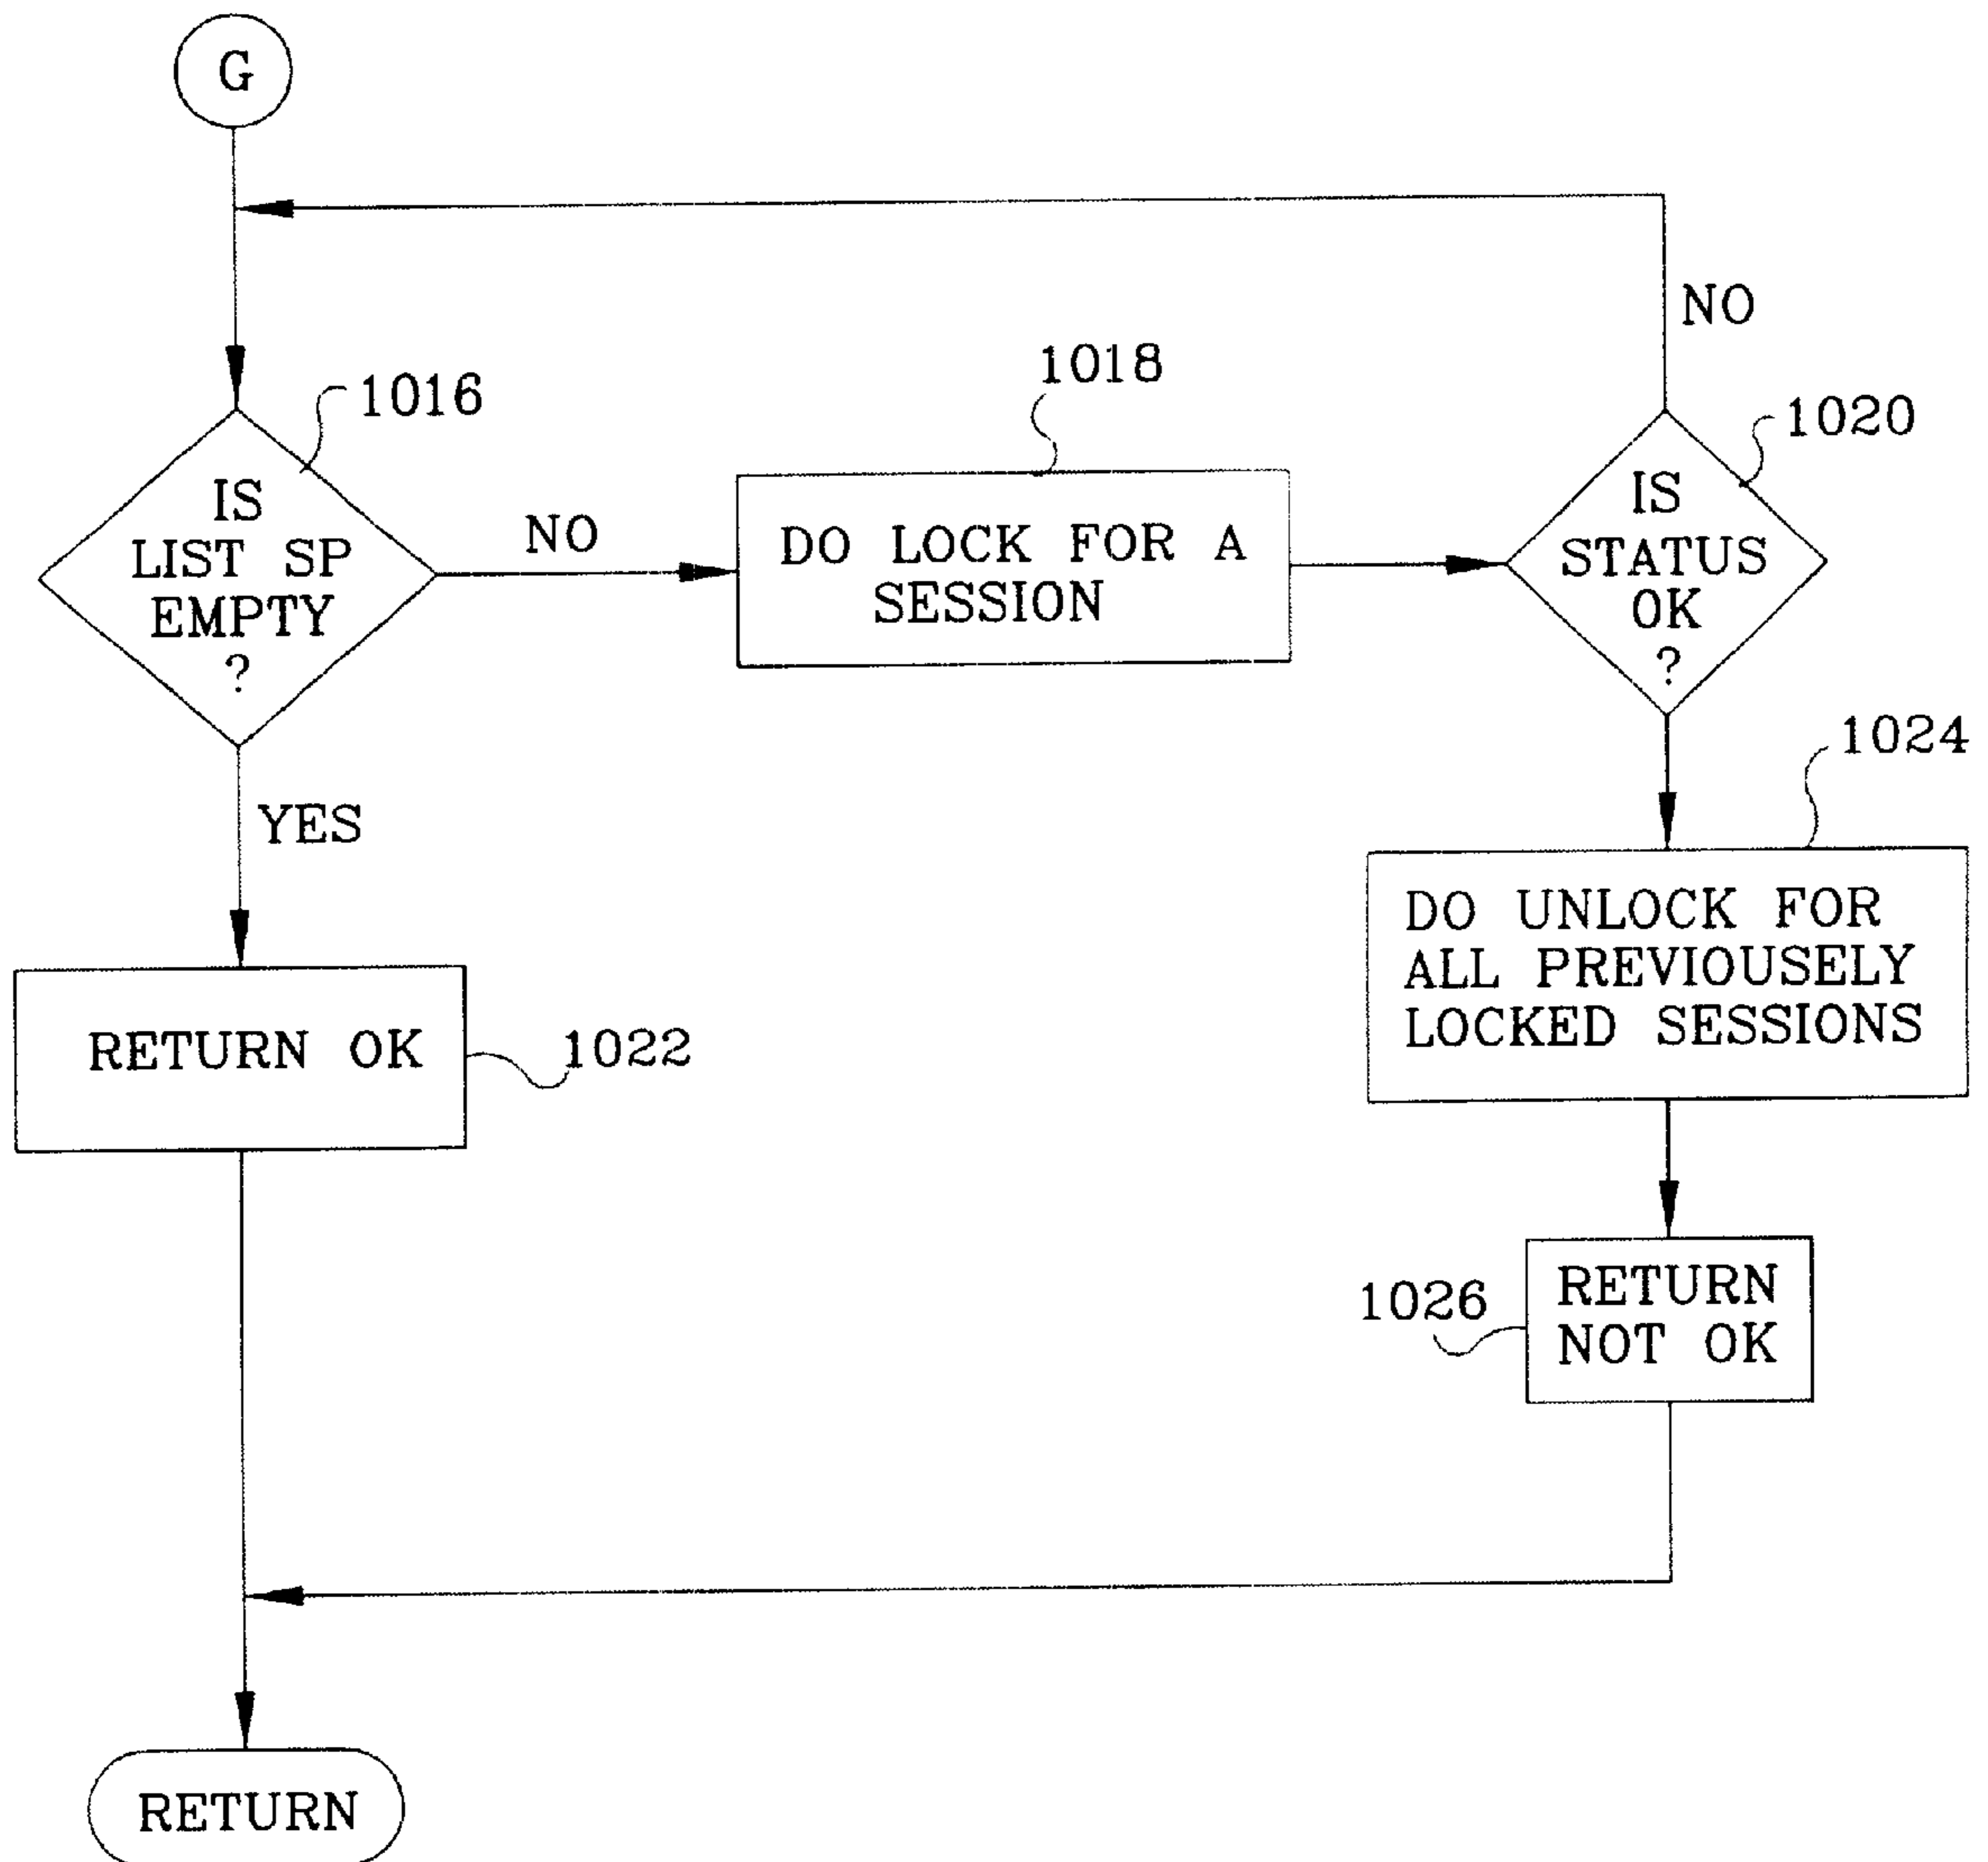 G
NO
1016
1018
1020
IS
LIST SP
EMPTY
?
NO
DO LOCK FOR A
SESSION
IS
STATUS
OK
?
YES
1024
DO UNLOCK FOR
ALL PREVIOUSELY
LOCKED SESSIONS
RETURN OK
1022
1026
RETURN
NOT OK
RETURN